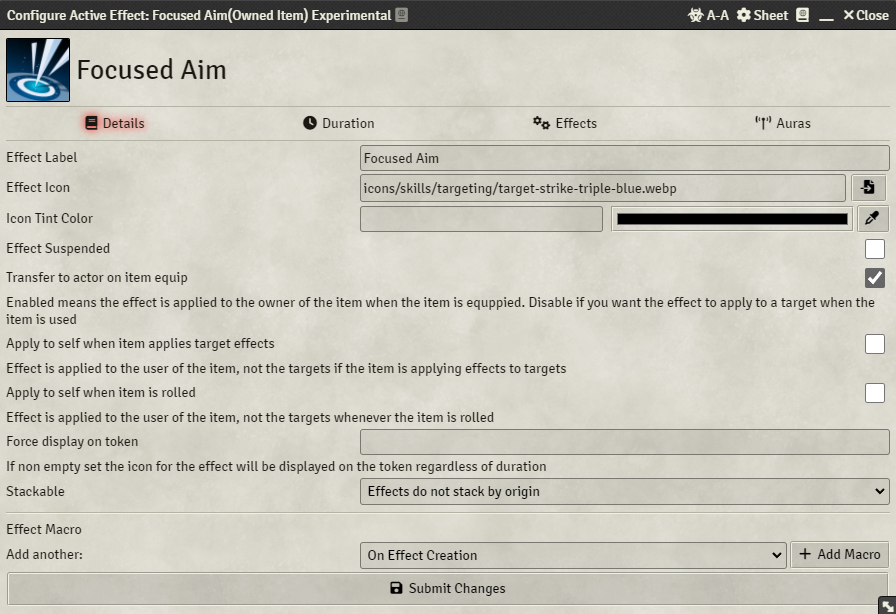 Configure Active Effect: Focused Aim(Owned Item) Experimental A-A Sheet Close
Focused Aim
Details Duration Effects Auras
Effect Label Focused Aim
Effect Icon icons/skills/targeting/target-strike-triple-blue.webp
Icon Tint Color
Effect Suspended
Transfer to actor on item equip
Enabled means the effect is applied to the owner of the item when the item is equppied. Disable if you want the effect to apply to a target when the
item is used
Apply to self when item applies target effects
Effect is applied to the user of the item, not the targets if the item is applying effects to targets
Apply to self when item is rolled
Effect is applied to the user of the item, not the targets whenever the item is rolled
Force display on token
If non empty set the icon for the effect will be displayed on the token regardless of duration
Stackable Effects do not stack by origin
Effect Macro
Add another: On Effect Creation + Add Macro
Submit Changes